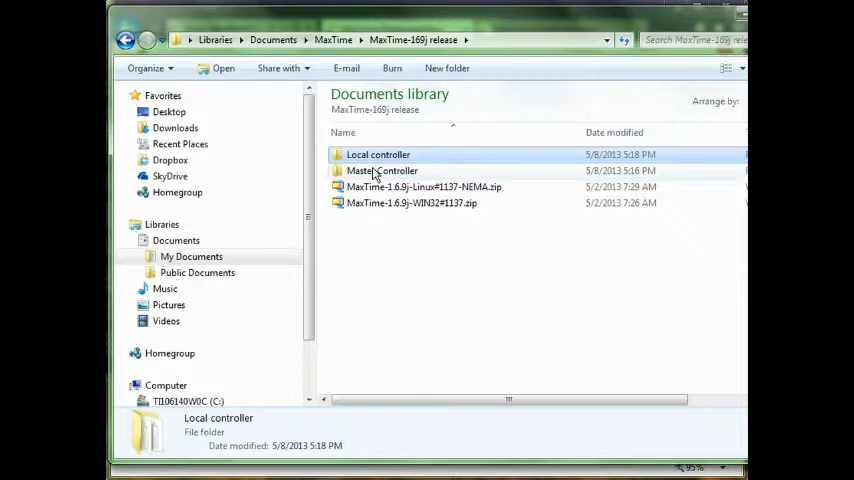 Libraries ▸ Documents ▸ MaxTime ▸ MaxTime-169j release ▸
Search MaxTime-169j release
Organize Open Share with E-mail Burn New folder
Favorites
Desktop
Downloads
Recent Places
Dropbox
SkyDrive
Homegroup
Libraries
Documents
My Documents
Public Documents
Music
Pictures
Videos
Homegroup
Computer
TI106140W0C (C:)
Documents library
MaxTime-169j release
Arrange by:
Name Date modified
Local controller 5/8/2013 5:18 PM
Master Controller 5/8/2013 5:16 PM
MaxTime-1.6.9j-Linux#1137-NEMA.zip 5/2/2013 7:29 AM
MaxTime-1.6.9j-WIN32#1137.zip 5/2/2013 7:26 AM
Local controller
File folder
Date modified: 5/8/2013 5:18 PM
95%